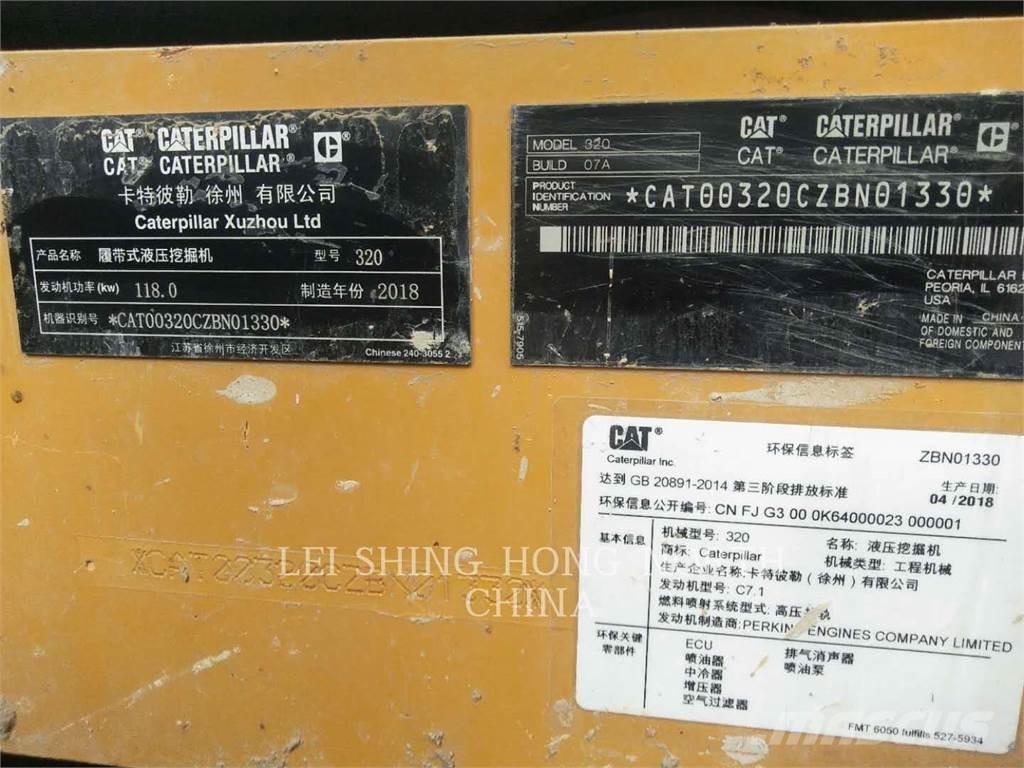 CAT® CATERPILLAR®
CAT® CATERPILLAR®
卡特彼勒 徐州 有限公司
Caterpillar Xuzhou Ltd
产品名称 履带式液压挖掘机 型号 320
发动机功率(kw) 118.0 制造年份 2018
机器识别号 *CAT00320CZBN01330*
江苏省徐州市经济开发区
Chinese 240-3055 2
CAT® CATERPILLAR®
CAT® CATERPILLAR®
MODEL 320
BUILD 07A
PRODUCT
IDENTIFICATION
NUMBER
*CAT00320CZBN01330*
CATERPILLAR
PEORIA, IL 6162
USA
MADE IN CHINA
OF DOMESTIC AND
FOREIGN COMPONENT
515-7905
CAT®
Caterpillar Inc.
环保信息标签
ZBN01330
达到 GB 20891-2014 第三阶段排放标准
生产日期:
04 /2018
环保信息公开编号: CN FJ G3 00 0K64000023 000001
基本信息
机械型号: 320 名称: 液压挖掘机
商标: Caterpillar 机械类型: 工程机械
生产企业名称:卡特彼勒（徐州）有限公司
发动机型号: C7.1
燃料喷射系统型式: 高压共轨
发动机制造商:PERKINS ENGINES COMPANY LIMITED
环保关键
零部件
ECU 排气消声器
喷油器 喷油泵
中冷器
增压器
空气过滤器
FMT 6050 fulfills 527-5934
LEI SHING HONG
CHINA
MASCUS